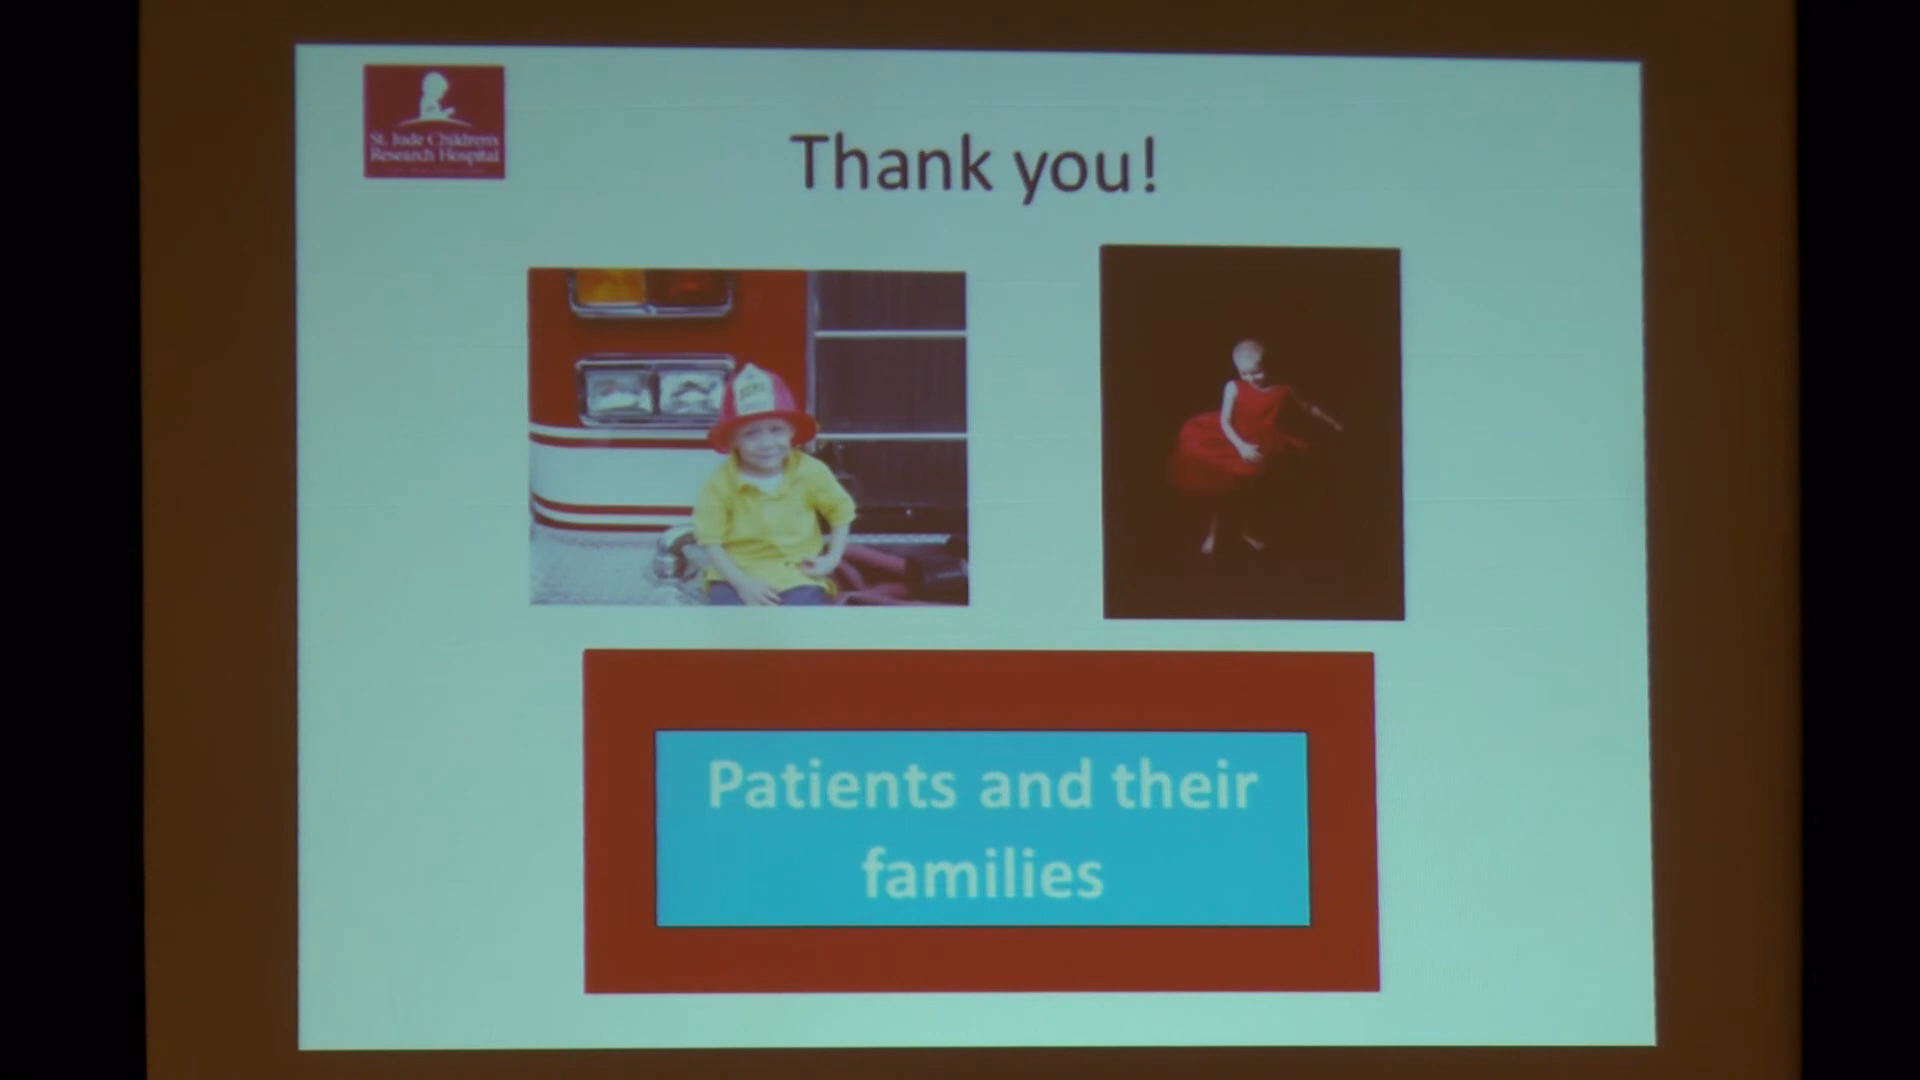 St. Jude Children's
Research Hospital
Thank you!
Patients and their
families